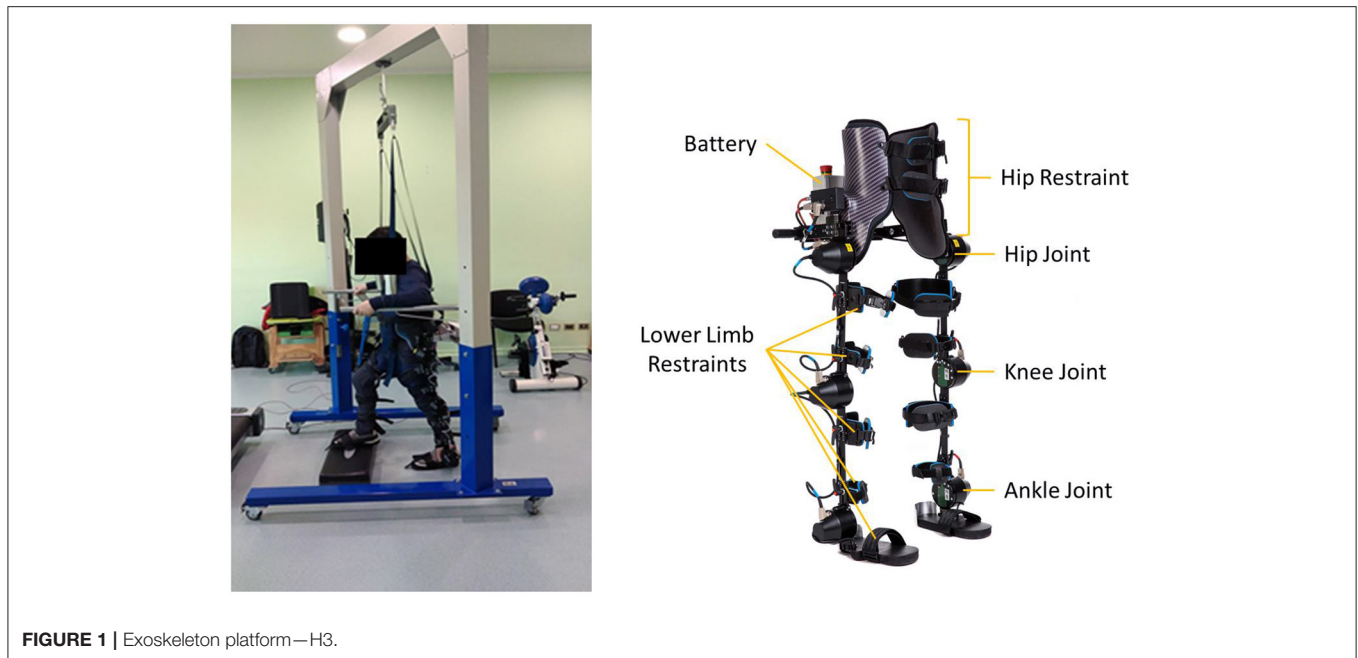 Battery
Hip Restraint
Hip Joint
Lower Limb
Restraints
Knee Joint
Ankle Joint
FIGURE 1 | Exoskeleton platform—H3.